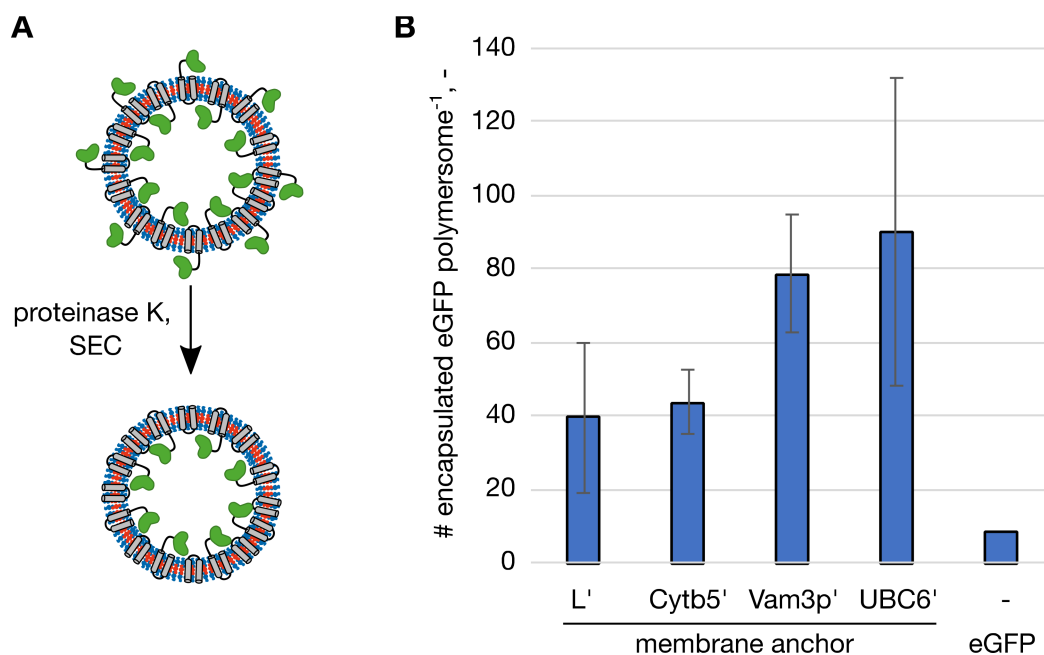 A
proteinase K,
SEC
B
# encapsulated eGFP polymersome⁻¹, -
140
120
100
80
60
40
20
0
L' Cytb5' Vam3p' UBC6' -
membrane anchor eGFP